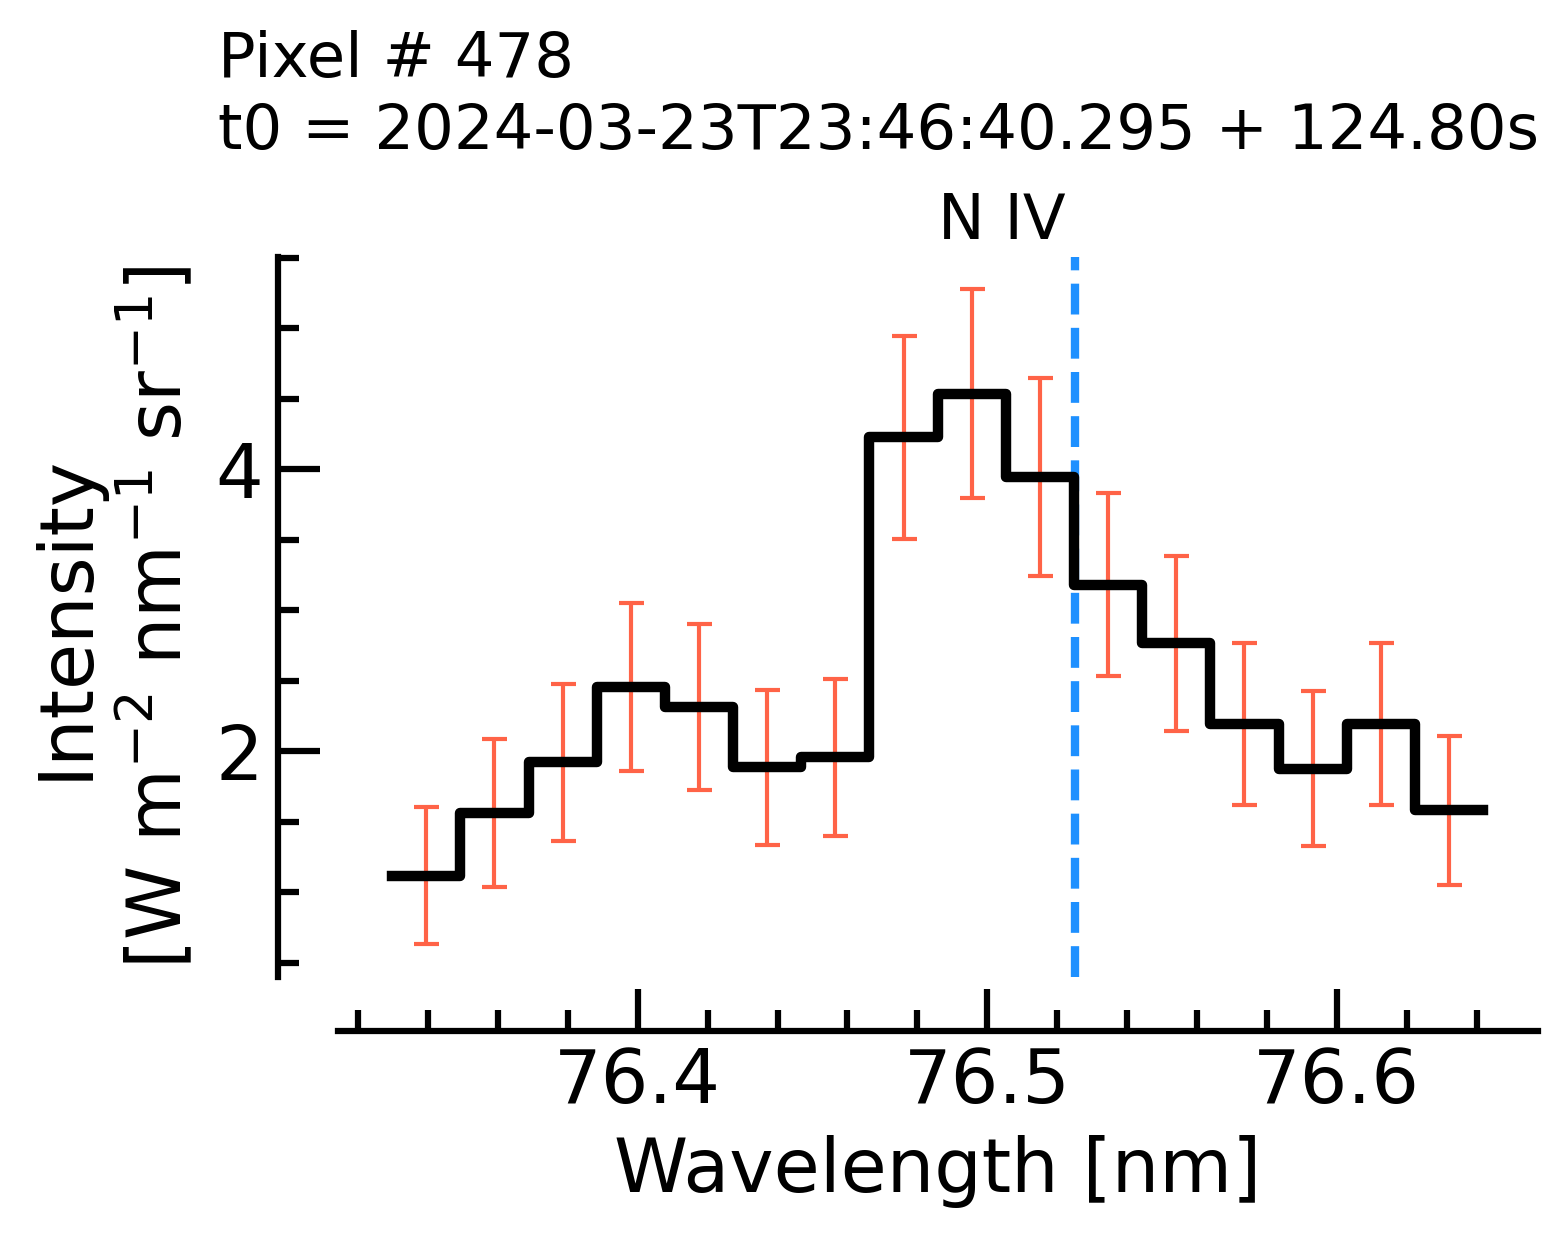 Pixel # 478
t0 = 2024-03-23T23:46:40.295 + 124.80s
N IV
Intensity
[W m⁻² nm⁻¹ sr⁻¹]
4
2
76.4 76.5 76.6
Wavelength [nm]